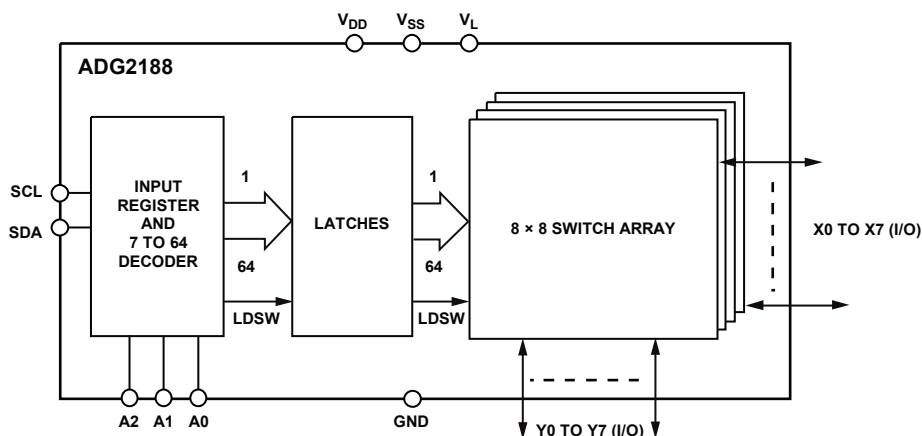 V_DD V_SS V_L
ADG2188
SCL
SDA
INPUT
REGISTER
AND
7 TO 64
DECODER
1
64
LDSW
LATCHES
1
64
LDSW
8 × 8 SWITCH ARRAY
X0 TO X7 (I/O)
A2 A1 A0
GND
Y0 TO Y7 (I/O)